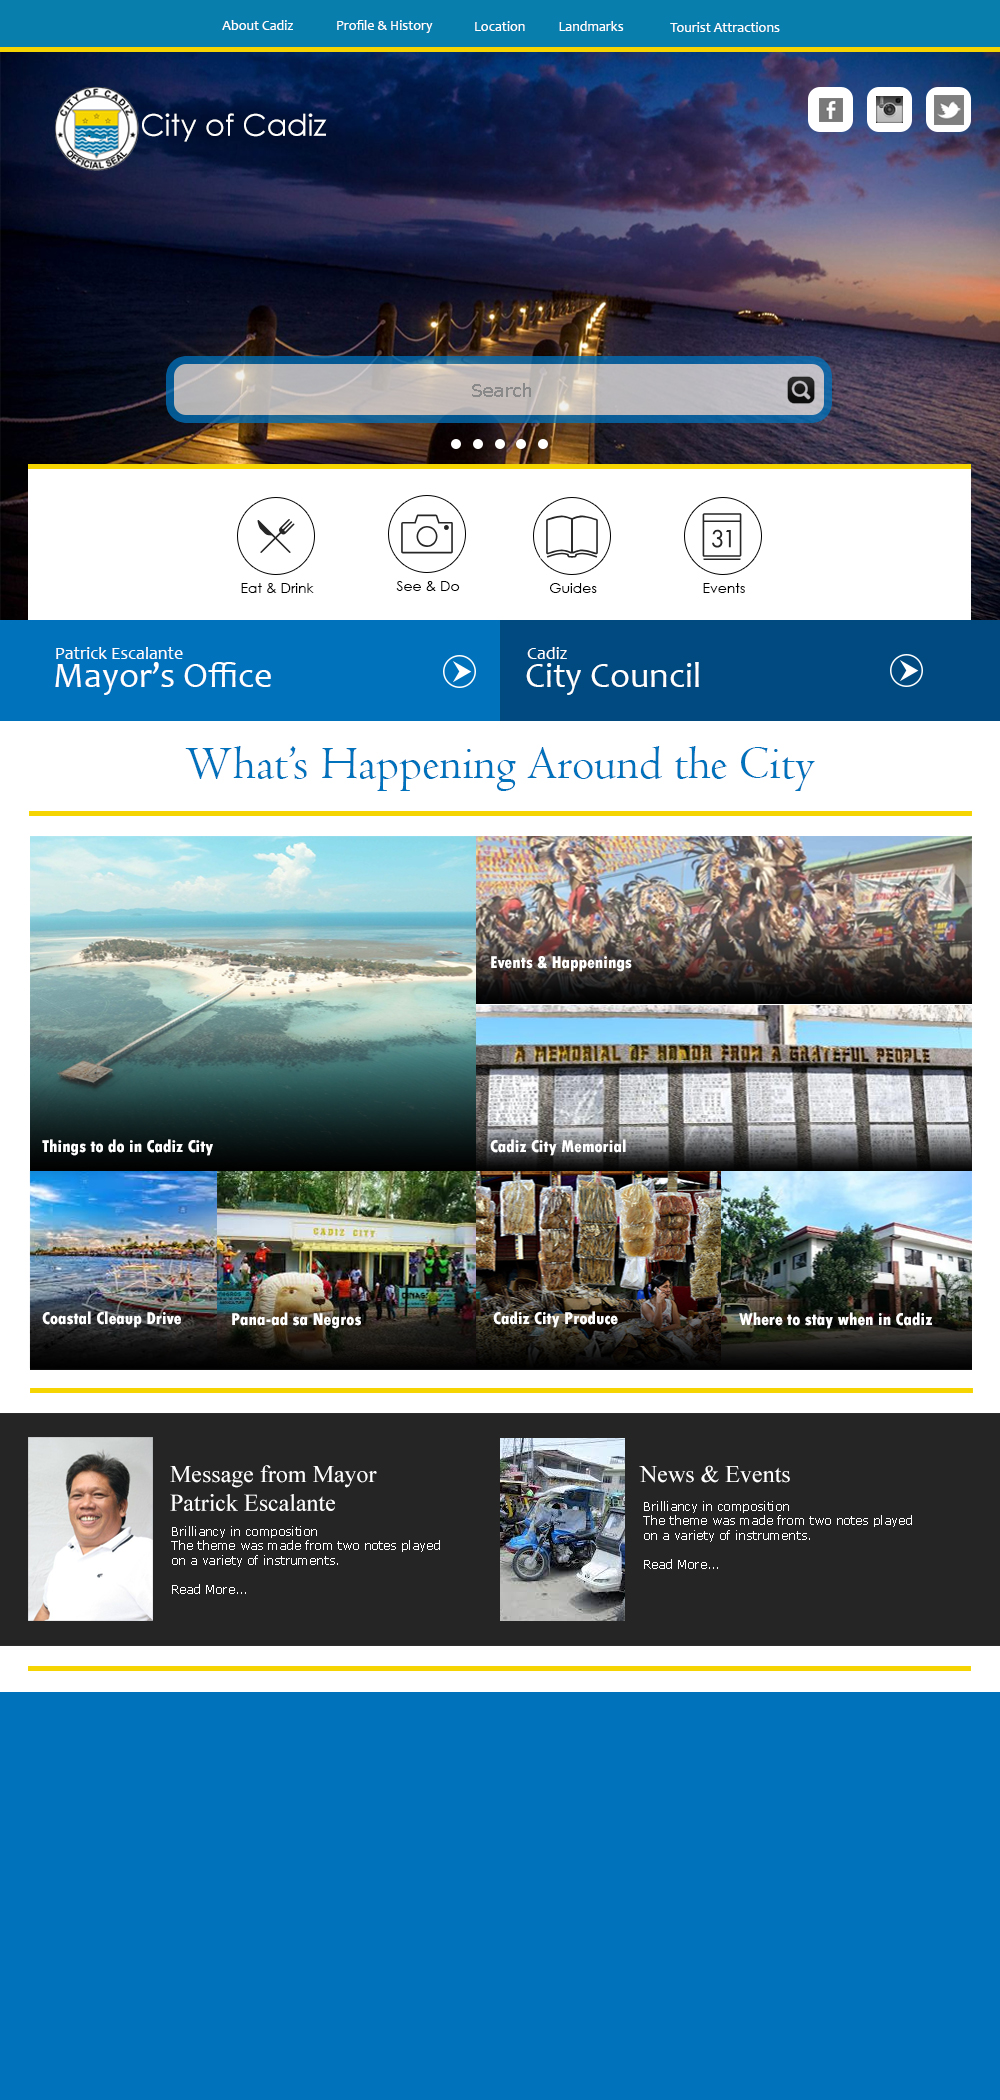 About Cadiz
Profile & History
Location
Landmarks
Tourist Attractions
CITY OF CADIZ
OFFICIAL SEAL
City of Cadiz
Search
31
Eat & Drink
See & Do
Guides
Events
Patrick Escalante
Mayor's Office
Cadiz
City Council
What's Happening Around the City
Events & Happenings
A MEMORIAL OF HONOR FROM A GRATEFUL PEOPLE
Things to do in Cadiz City
Cadiz City Memorial
CADIZ CITY
Coastal Cleaup Drive
Pana-ad sa Negros
Cadiz City Produce
Where to stay when in Cadiz
Message from Mayor
Patrick Escalante
Brilliancy in composition
The theme was made from two notes played
on a variety of instruments.
Read More...
News & Events
Brilliancy in composition
The theme was made from two notes played
on a variety of instruments.
Read More...